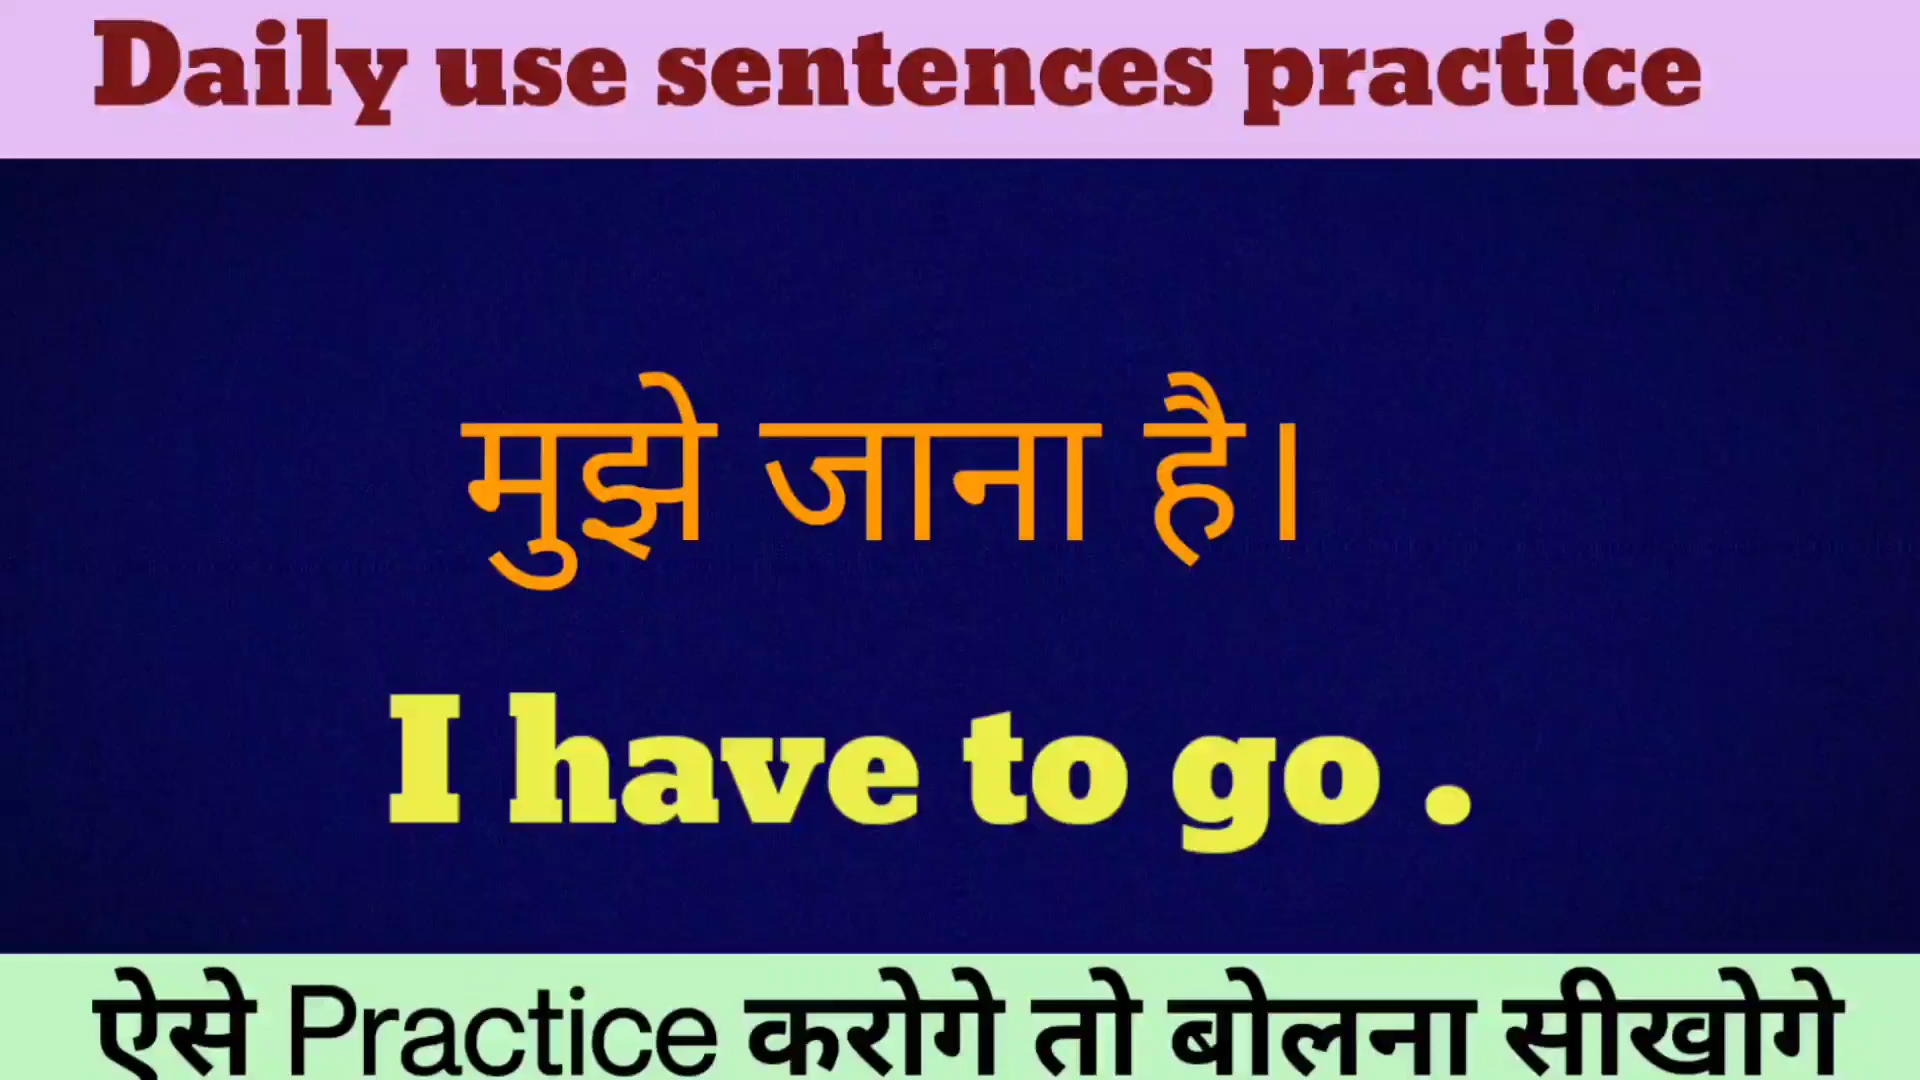 Daily use sentences practice
मुझे जाना है।
I have to go .
ऐसे Practice करोगे तो बोलना सीखोगे